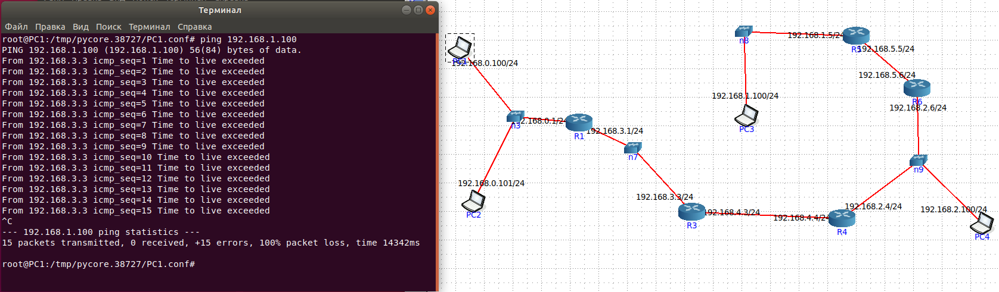 Терминал
Файл Правка Вид Поиск Терминал Справка
root@PC1:/tmp/pycore.38727/PC1.conf# ping 192.168.1.100
PING 192.168.1.100 (192.168.1.100) 56(84) bytes of data.
From 192.168.3.3 icmp_seq=1 Time to live exceeded
From 192.168.3.3 icmp_seq=2 Time to live exceeded
From 192.168.3.3 icmp_seq=3 Time to live exceeded
From 192.168.3.3 icmp_seq=4 Time to live exceeded
From 192.168.3.3 icmp_seq=5 Time to live exceeded
From 192.168.3.3 icmp_seq=6 Time to live exceeded
From 192.168.3.3 icmp_seq=7 Time to live exceeded
From 192.168.3.3 icmp_seq=8 Time to live exceeded
From 192.168.3.3 icmp_seq=9 Time to live exceeded
From 192.168.3.3 icmp_seq=10 Time to live exceeded
From 192.168.3.3 icmp_seq=11 Time to live exceeded
From 192.168.3.3 icmp_seq=12 Time to live exceeded
From 192.168.3.3 icmp_seq=13 Time to live exceeded
From 192.168.3.3 icmp_seq=14 Time to live exceeded
From 192.168.3.3 icmp_seq=15 Time to live exceeded
^C
--- 192.168.1.100 ping statistics ---
15 packets transmitted, 0 received, +15 errors, 100% packet loss, time 14342ms
root@PC1:/tmp/pycore.38727/PC1.conf#
PC1
192.168.0.100/24
n3
192.168.0.1/24
R1
192.168.3.1/24
n7
192.168.0.101/24
PC2
192.168.3.3/24
R3
192.168.4.3/24
192.168.4.4/24
R4
192.168.2.4/24
n8
192.168.1.5/24
R5
192.168.5.5/24
192.168.5.6/24
R6
192.168.2.6/24
192.168.1.100/24
PC3
n9
192.168.2.100/24
PC4